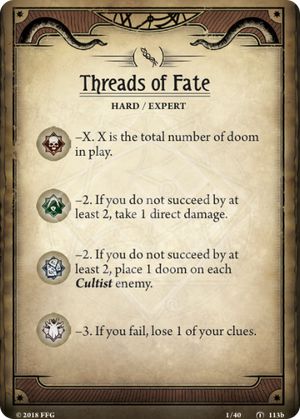 Threads of Fate
HARD / EXPERT
–X. X is the total number of doom
in play.
–2. If you do not succeed by at
least 2, take 1 direct damage.
–2. If you do not succeed by at
least 2, place 1 doom on each
Cultist enemy.
–3. If you fail, lose 1 of your clues.
© 2018 FFG
1/40
113b